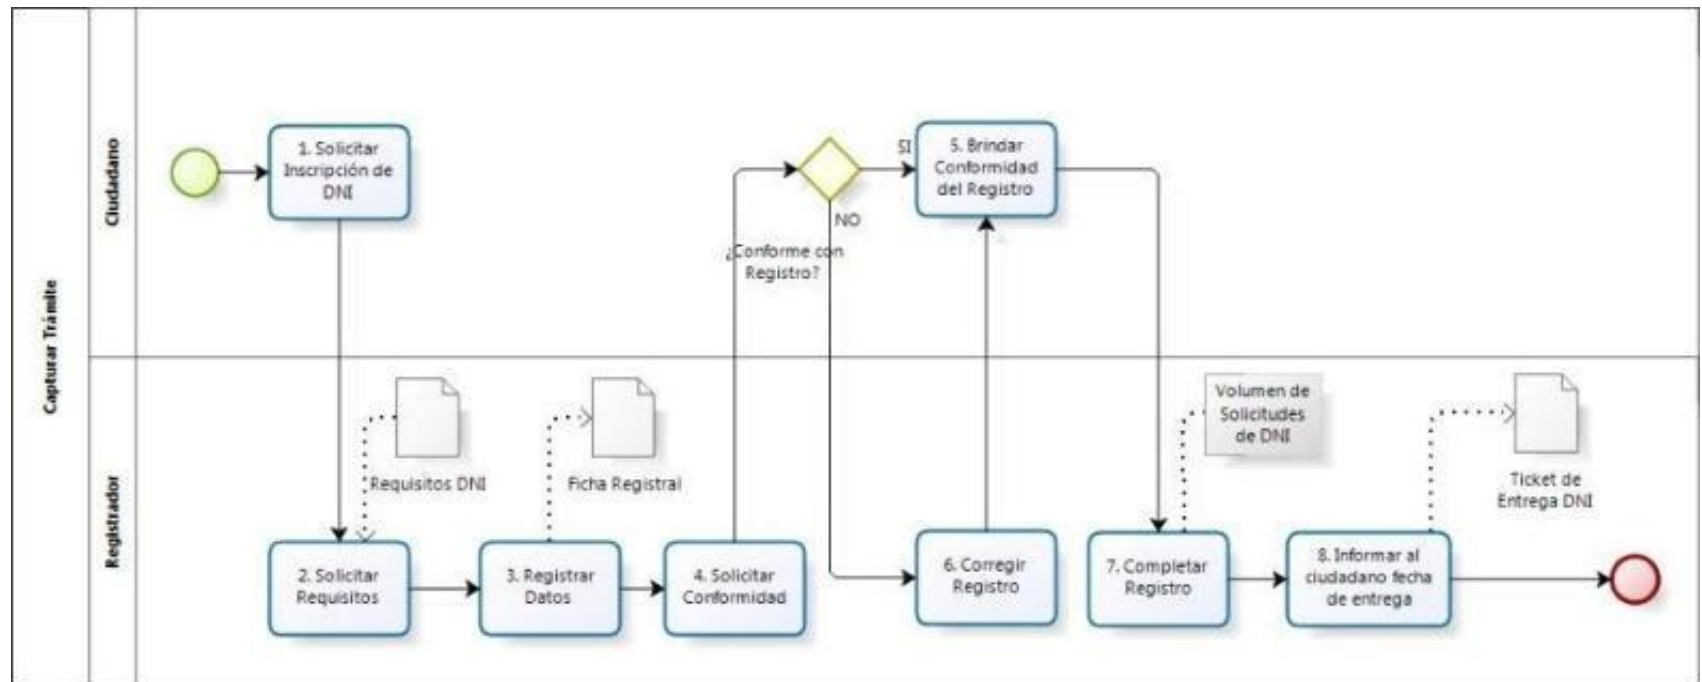 Capturar Trámite
Ciudadano
1. Solicitar
Inscripción de
DNI
¿Conforme con
Registro?
SI
NO
5. Brindar
Conformidad
del Registro
Registrador
Requisitos DNI
2. Solicitar
Requisitos
Ficha Registral
3. Registrar
Datos
4. Solicitar
Conformidad
6. Corregir
Registro
Volumen de
Solicitudes
de DNI
7. Completar
Registro
Ticket de
Entrega DNI
8. Informar al
ciudadano fecha
de entrega